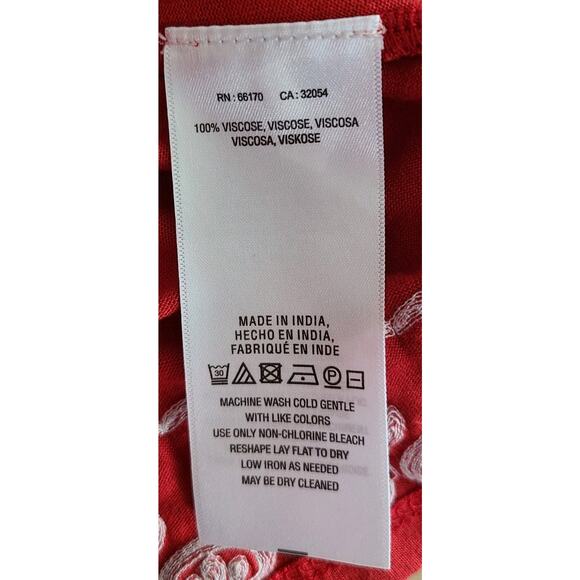 RN : 66170 CA : 32054
100% VISCOSE, VISCOSE, VISCOSA
VISCOSA, VISKOSE
MADE IN INDIA,
HECHO EN INDIA,
FABRIQUÉ EN INDE
30 P
MACHINE WASH COLD GENTLE
WITH LIKE COLORS
USE ONLY NON-CHLORINE BLEACH
RESHAPE LAY FLAT TO DRY
LOW IRON AS NEEDED
MAY BE DRY CLEANED